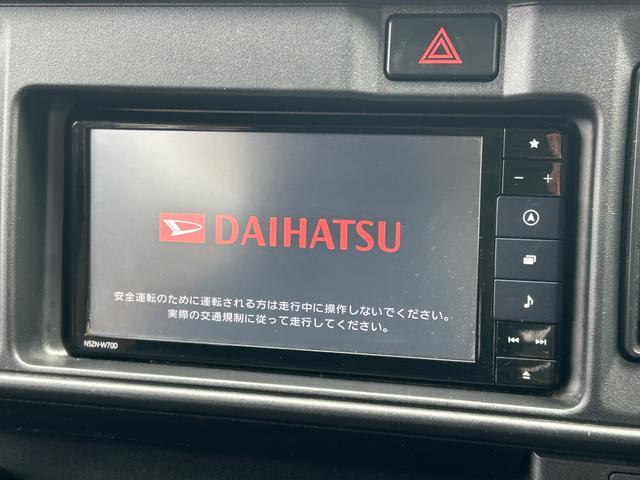 DAIHATSU
安全運転のために運転される方は走行中に操作しないでください。
実際の交通規制に従って走行してください。
NSZN-W70D